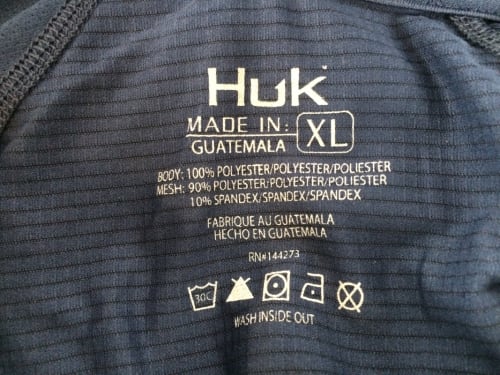 Huk
MADE IN: XL
GUATEMALA
BODY: 100% POLYESTER/POLYESTER/POLIESTER
MESH: 90% POLYESTER/POLYESTER/POLIESTER
10% SPANDEX/SPANDEX/SPANDEX
FABRIQUE AU GUATEMALA
HECHO EN GUATEMALA
RN#144273
30C
WASH INSIDE OUT